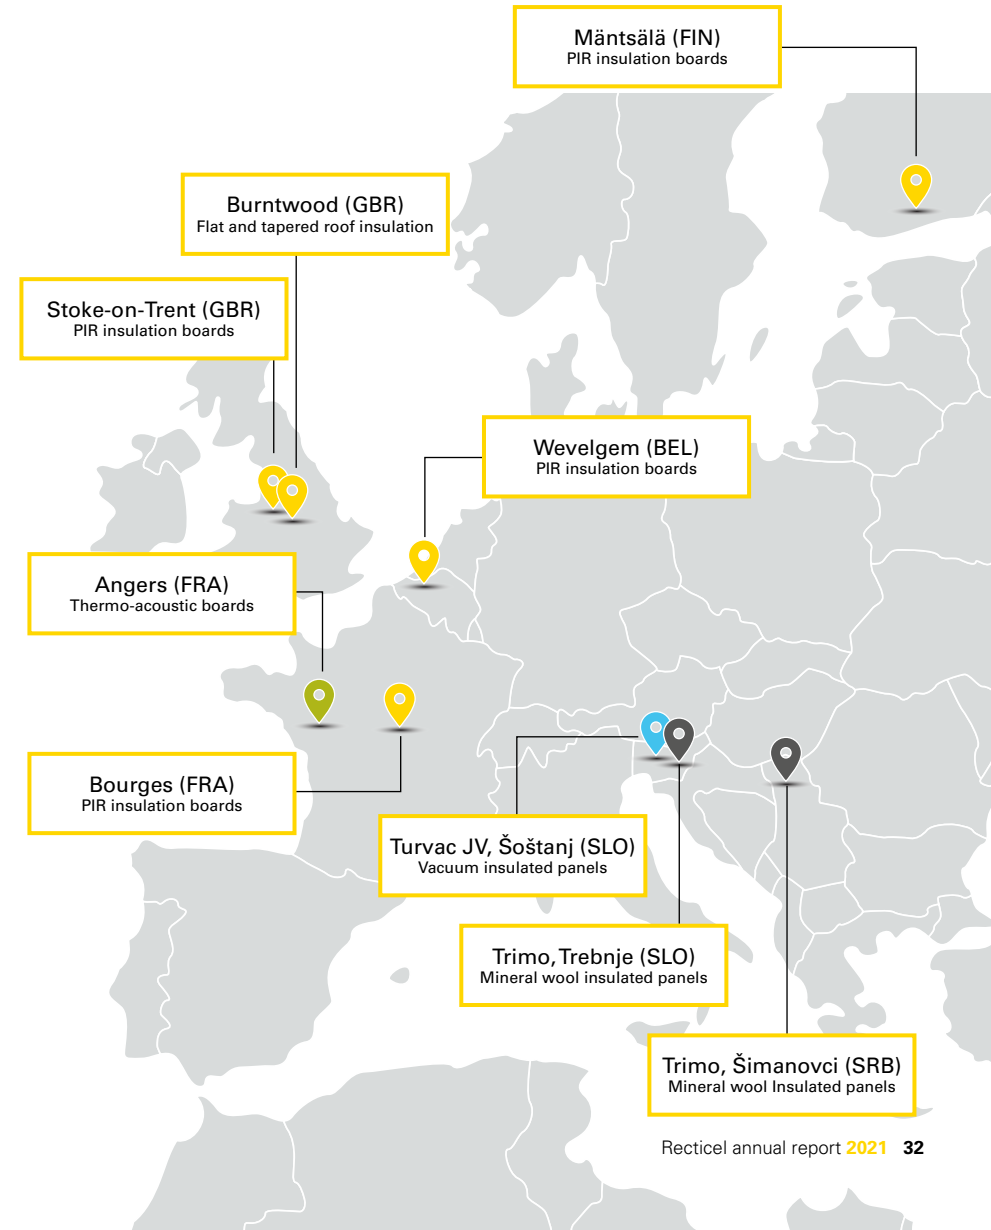 Mäntsälä (FIN)
PIR insulation boards
Burntwood (GBR)
Flat and tapered roof insulation
Stoke-on-Trent (GBR)
PIR insulation boards
Wevelgem (BEL)
PIR insulation boards
Angers (FRA)
Thermo-acoustic boards
Bourges (FRA)
PIR insulation boards
Turvac JV, Šoštanj (SLO)
Vacuum insulated panels
Trimo, Trebnje (SLO)
Mineral wool insulated panels
Trimo, Šimanovci (SRB)
Mineral wool Insulated panels
Recticel annual report 2021 32